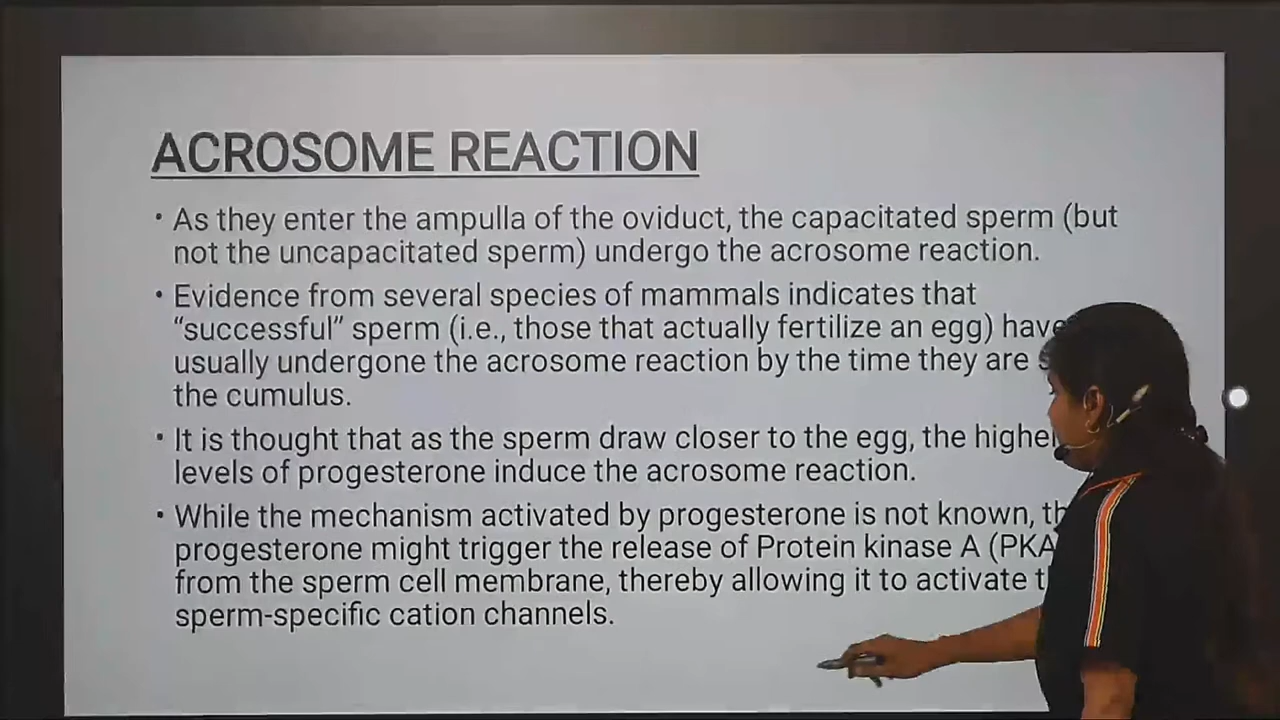 ACROSOME REACTION
• As they enter the ampulla of the oviduct, the capacitated sperm (but
not the uncapacitated sperm) undergo the acrosome reaction.
• Evidence from several species of mammals indicates that
“successful” sperm (i.e., those that actually fertilize an egg) have
usually undergone the acrosome reaction by the time they are
the cumulus.
• It is thought that as the sperm draw closer to the egg, the higher
levels of progesterone induce the acrosome reaction.
• While the mechanism activated by progesterone is not known,
progesterone might trigger the release of Protein kinase A (PKA
from the sperm cell membrane, thereby allowing it to activate
sperm-specific cation channels.